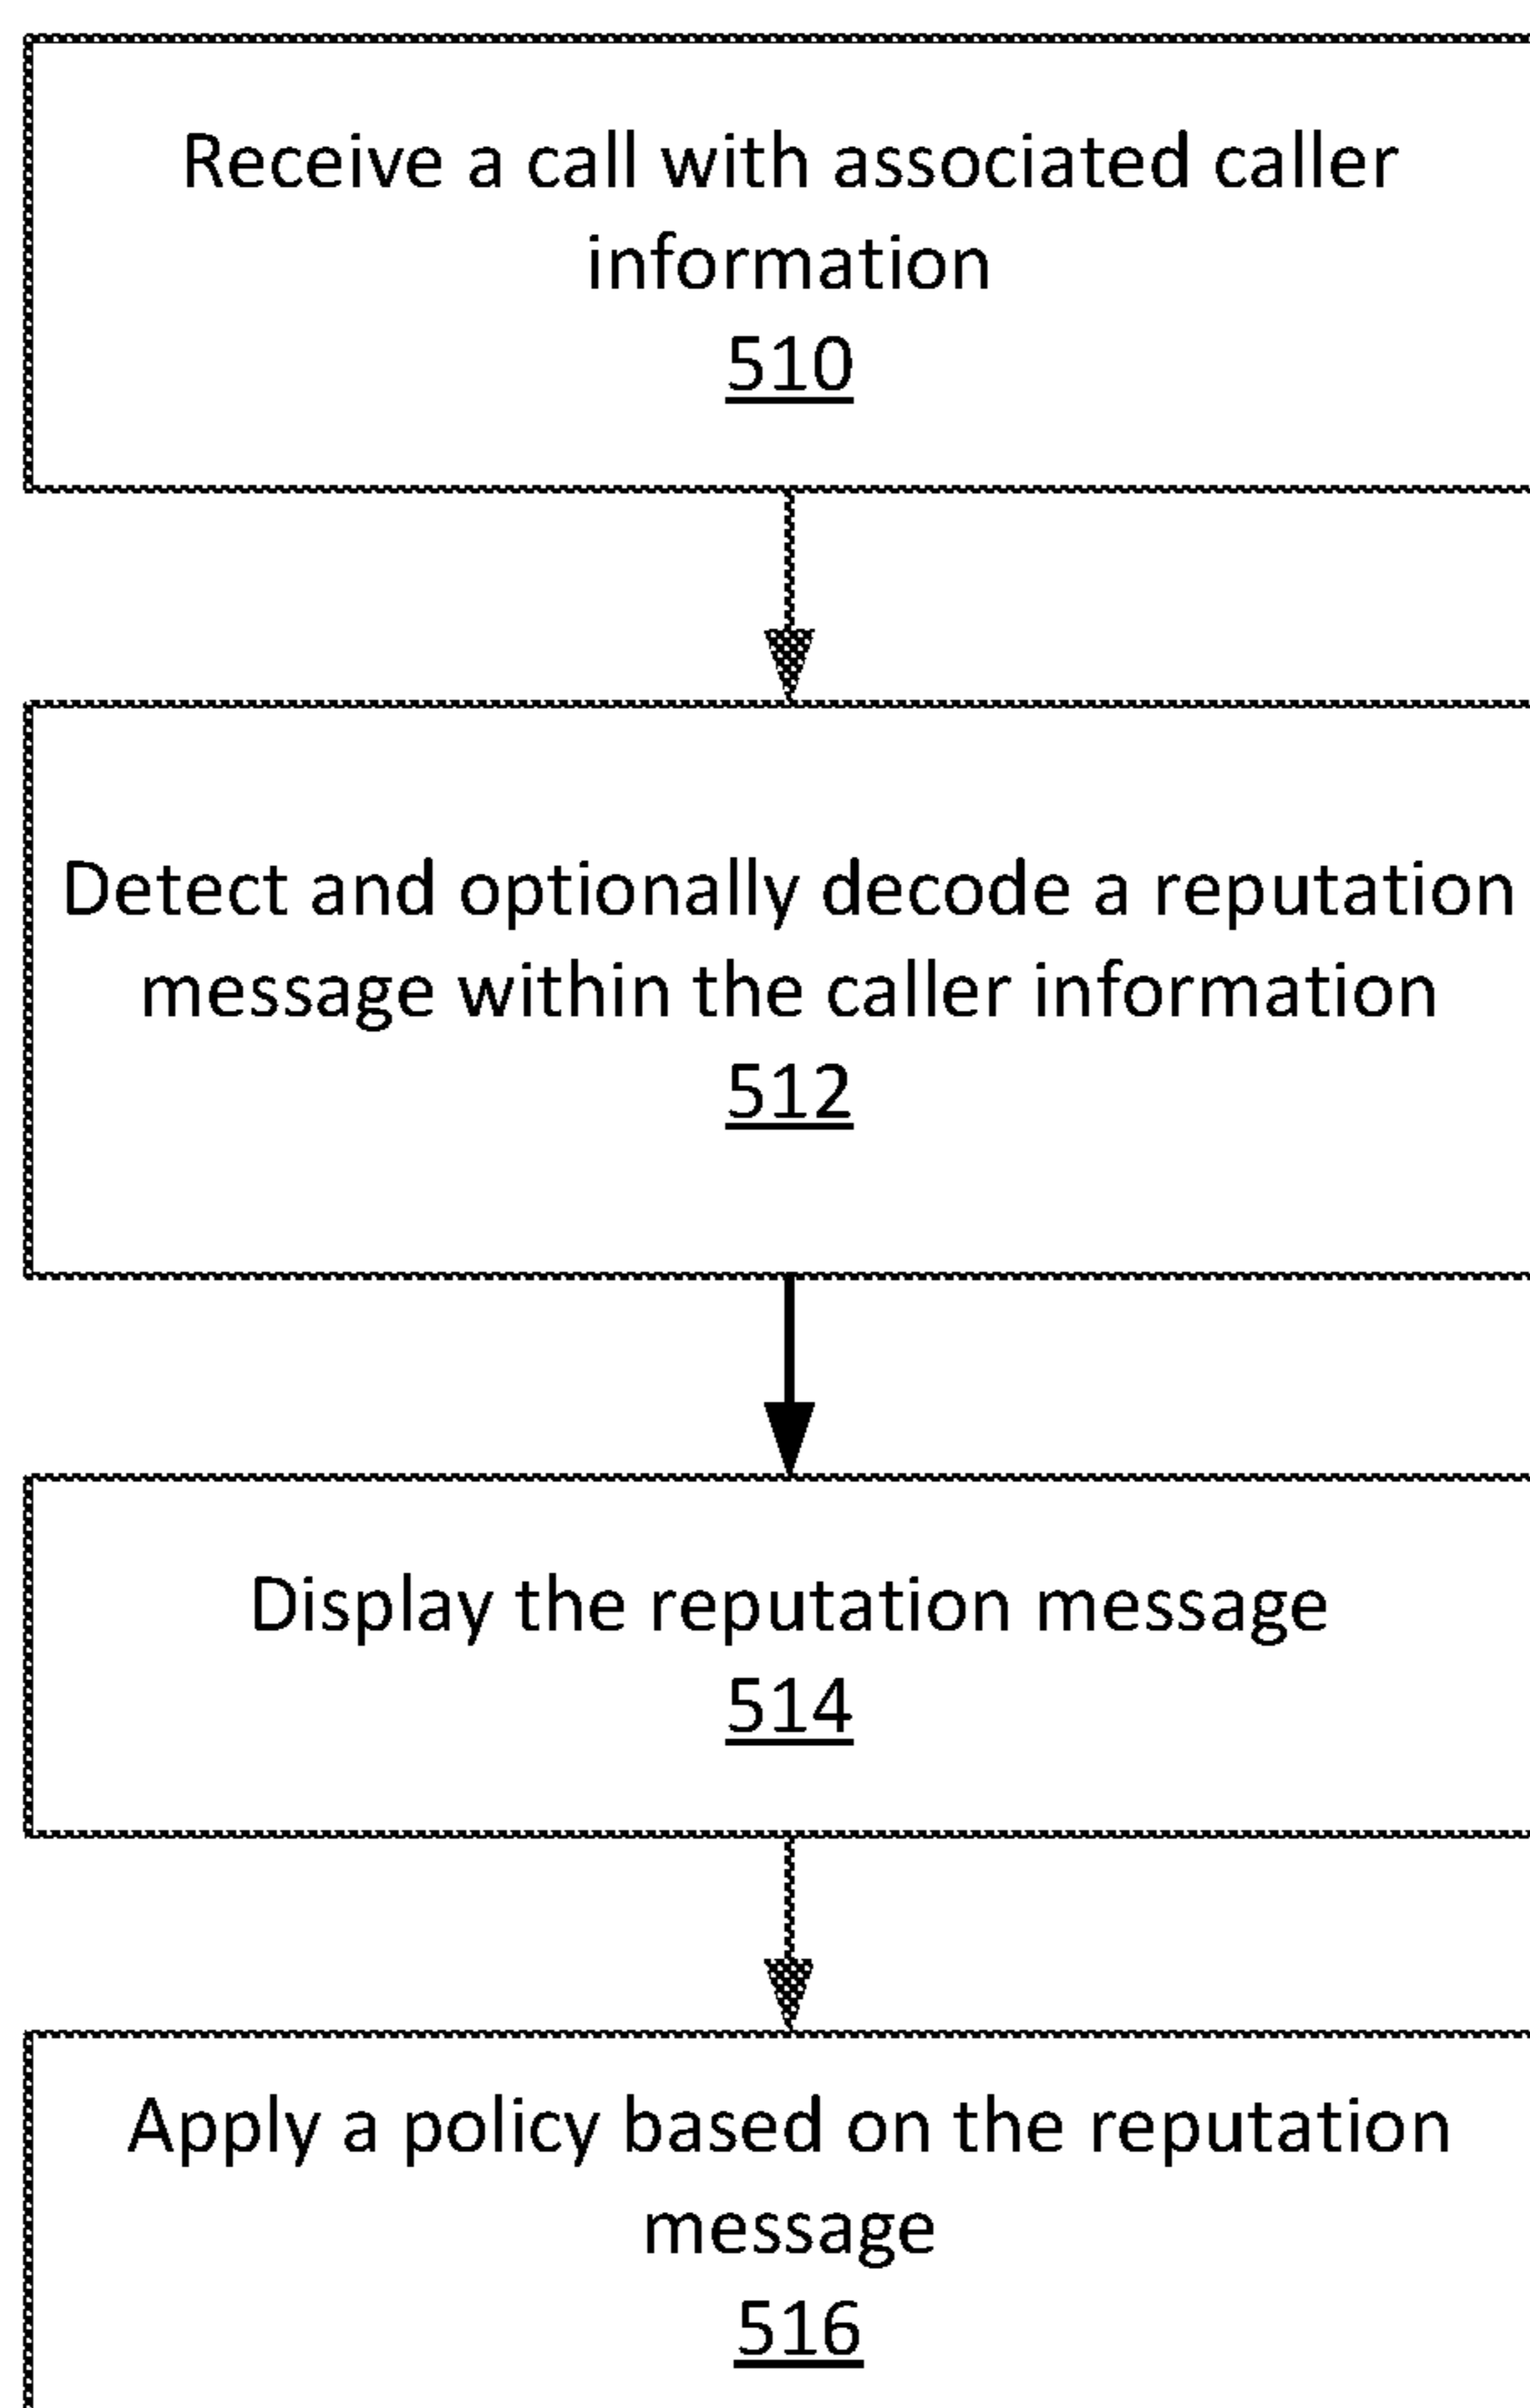 Receive a call with associated caller
information
510
Detect and optionally decode a reputation
message within the caller information
512
Display the reputation message
514
Apply a policy based on the reputation
message
516